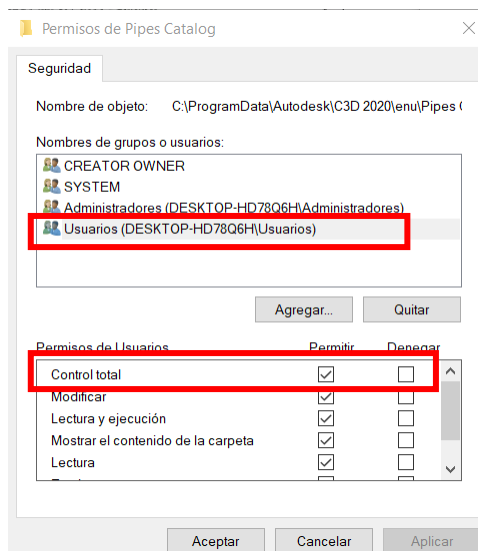 Permisos de Pipes Catalog
Seguridad
Nombre de objeto: C:\ProgramData\Autodesk\C3D 2020\enu\Pipes
Nombres de grupos o usuarios:
CREATOR OWNER
SYSTEM
Administradores (DESKTOP-HD78Q6H\Administradores)
Usuarios (DESKTOP-HD78Q6H\Usuarios)
Agregar... Quitar
Permisos de Usuarios Permitir Denegar
Control total
Modificar
Lectura y ejecución
Mostrar el contenido de la carpeta
Lectura
Aceptar Cancelar Aplicar